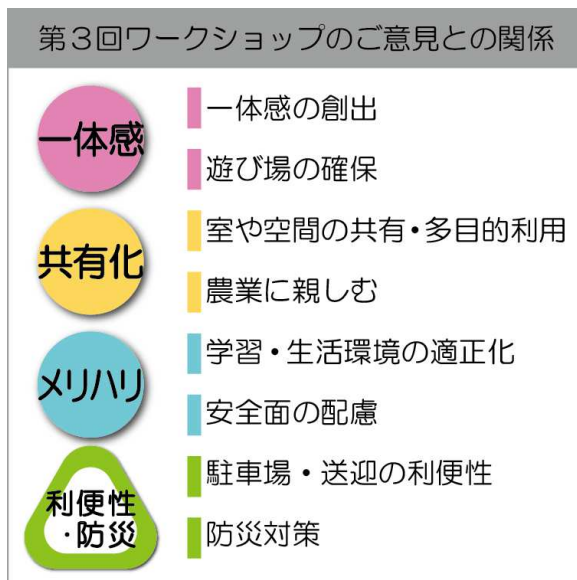 第3回ワークショップのご意見との関係
一体感
一体感の創出
遊び場の確保
共有化
室や空間の共有・多目的利用
農業に親しむ
メリハリ
学習・生活環境の適正化
安全面の配慮
利便性
・防災
駐車場・送迎の利便性
防災対策